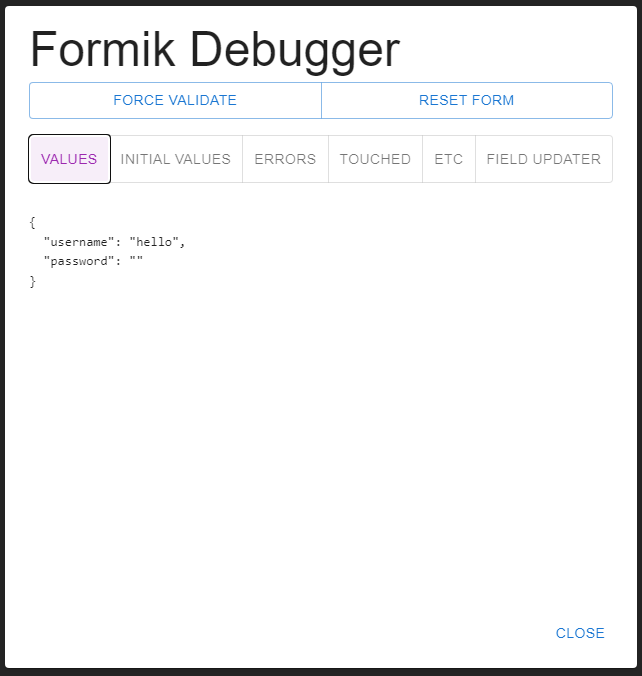 Formik Debugger
FORCE VALIDATE RESET FORM
VALUES INITIAL VALUES ERRORS TOUCHED ETC FIELD UPDATER
{
  "username": "hello",
  "password": ""
}
CLOSE